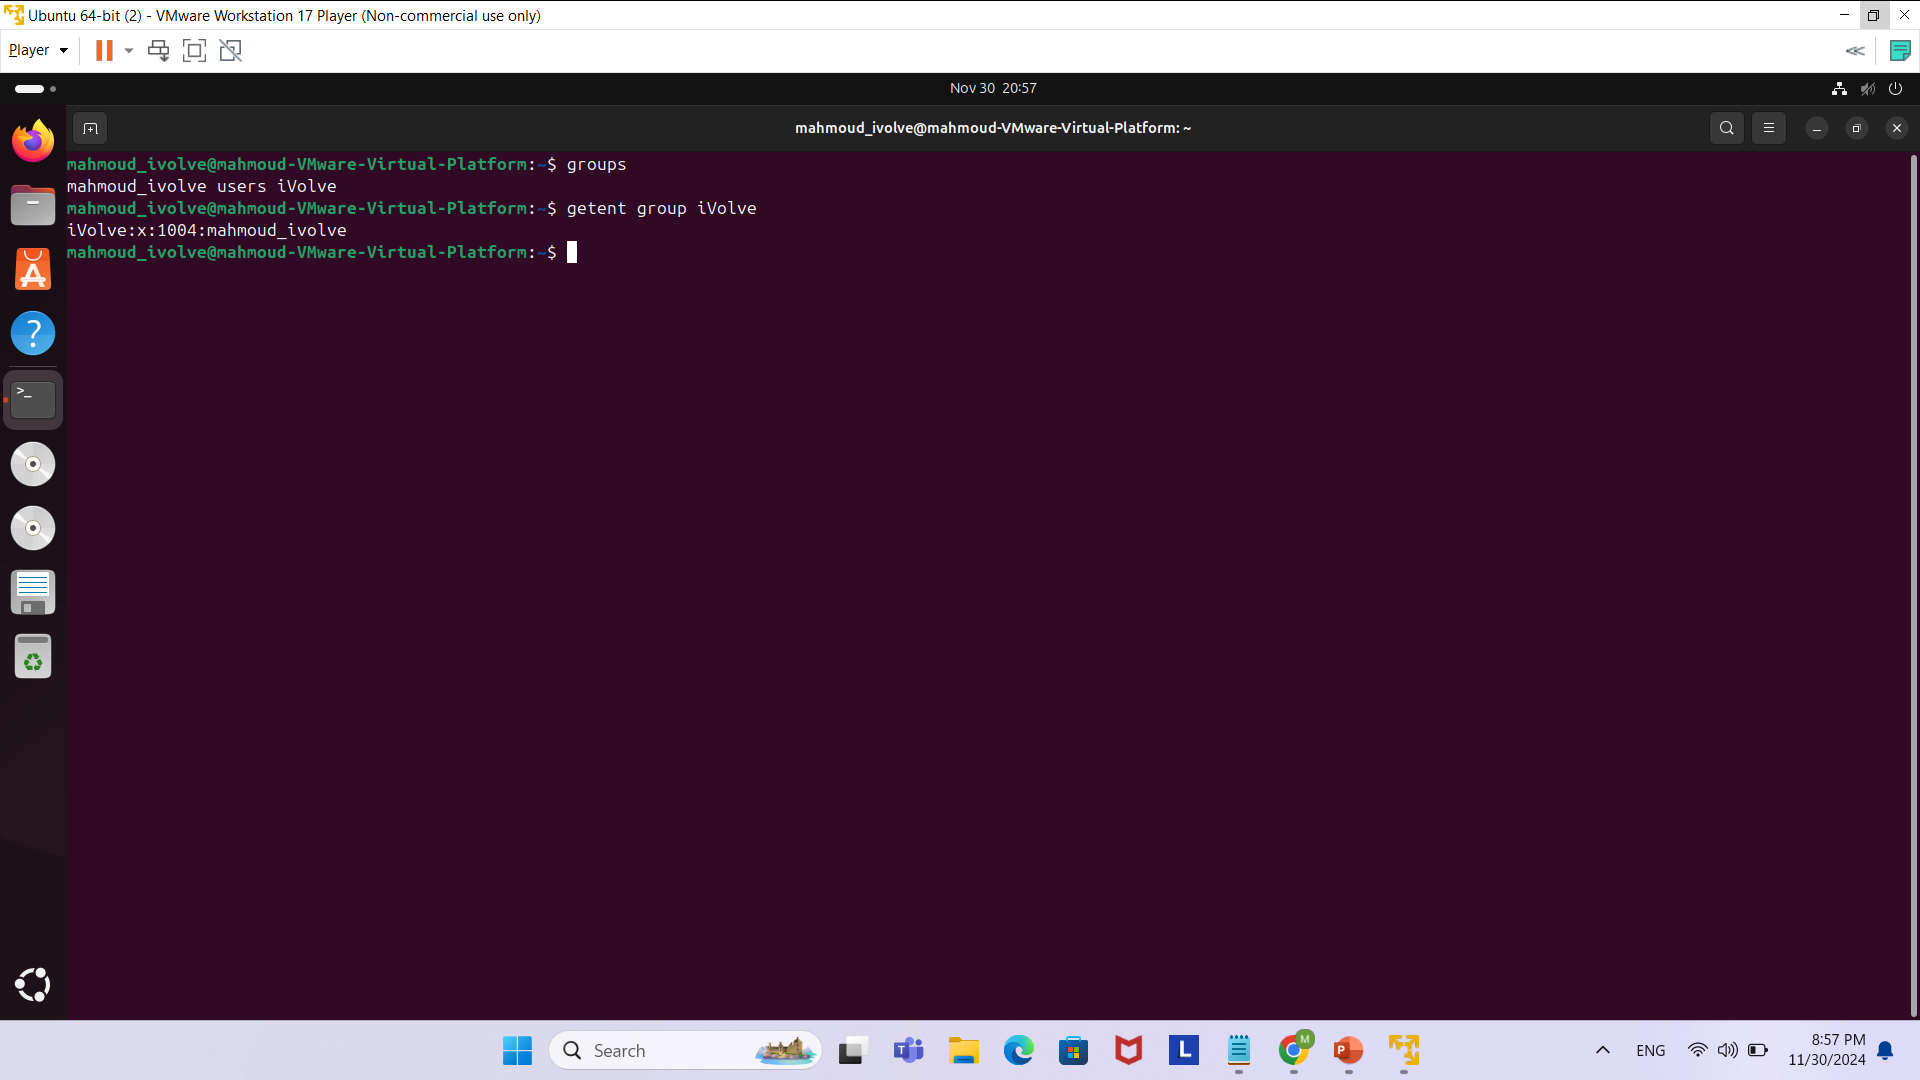 Ubuntu 64-bit (2) - VMware Workstation 17 Player (Non-commercial use only)
Player
Nov 30 20:57
mahmoud_ivolve@mahmoud-VMware-Virtual-Platform: ~
mahmoud_ivolve@mahmoud-VMware-Virtual-Platform:~$ groups
mahmoud_ivolve users iVolve
mahmoud_ivolve@mahmoud-VMware-Virtual-Platform:~$ getent group iVolve
iVolve:x:1004:mahmoud_ivolve
mahmoud_ivolve@mahmoud-VMware-Virtual-Platform:~$
Search
ENG
8:57 PM
11/30/2024